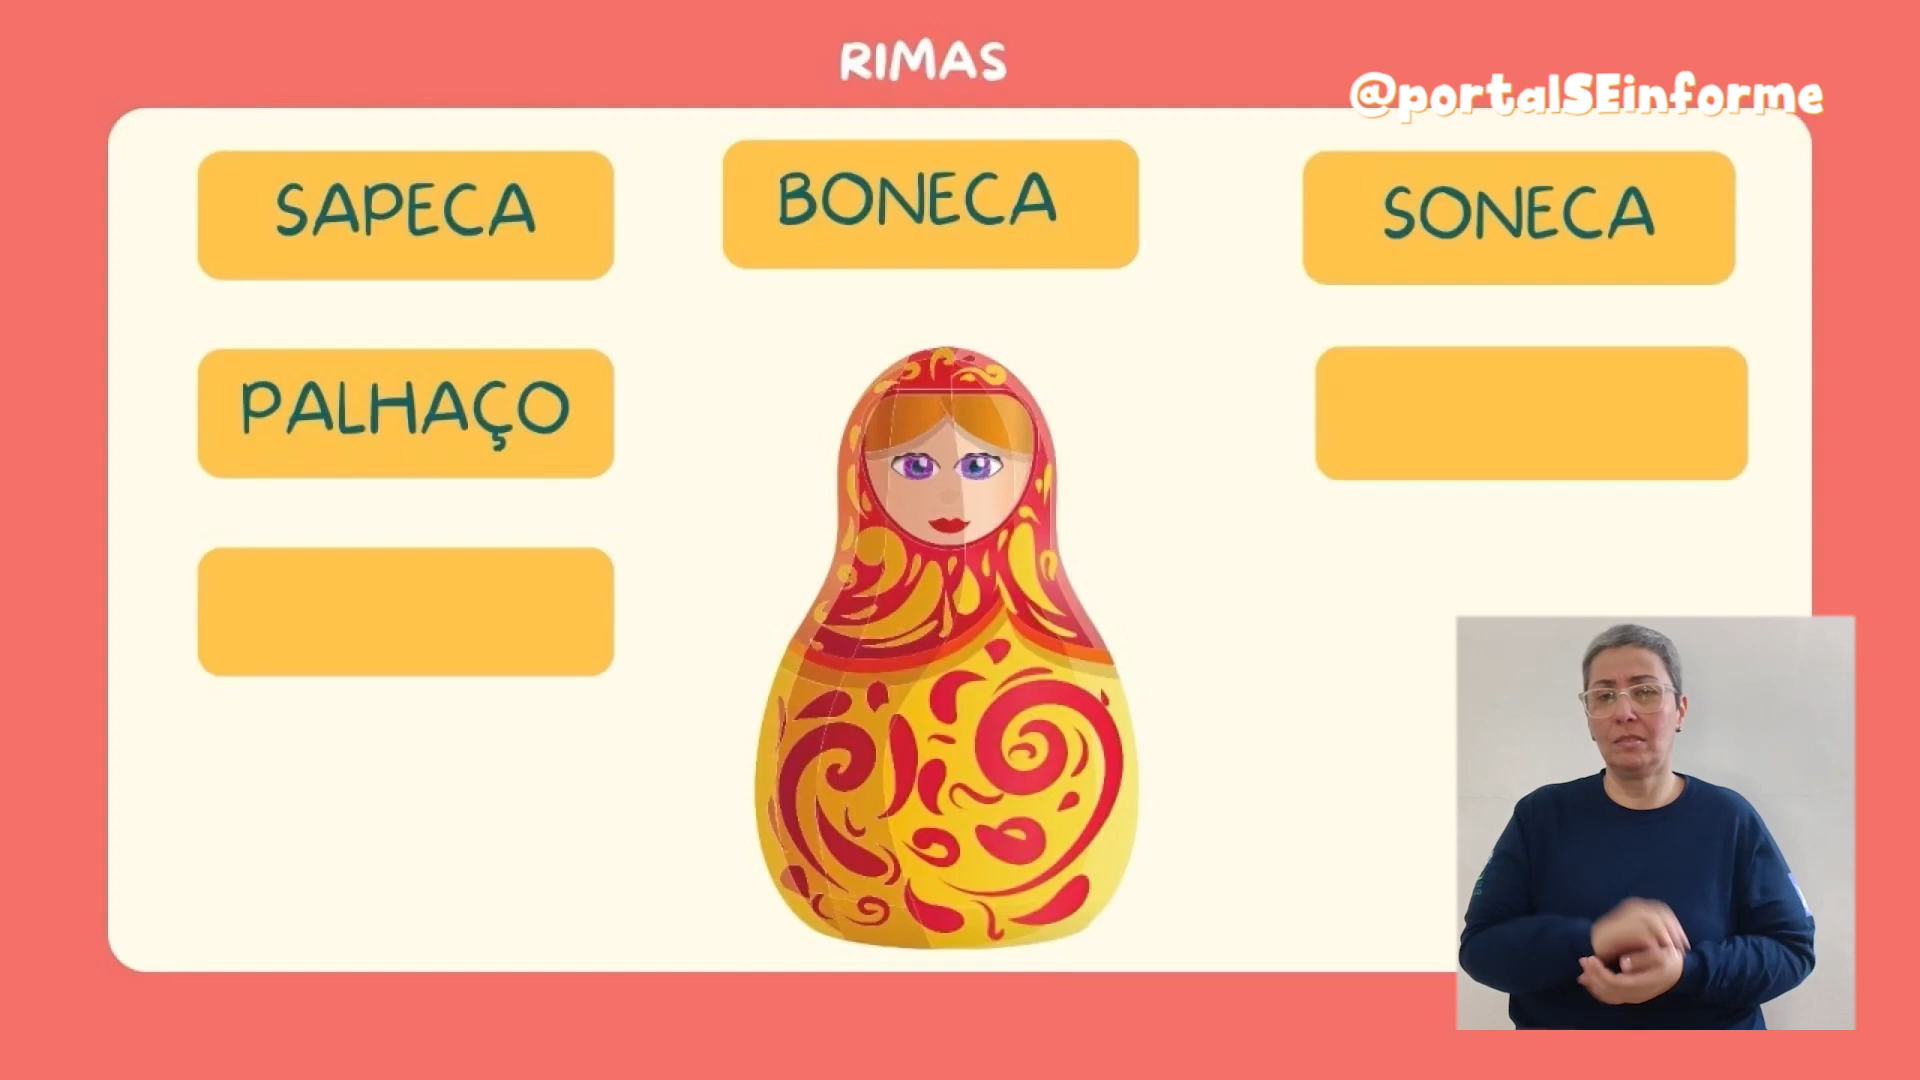 RIMAS
@portalSEinforme
SAPECA
BONECA
SONECA
PALHAÇO